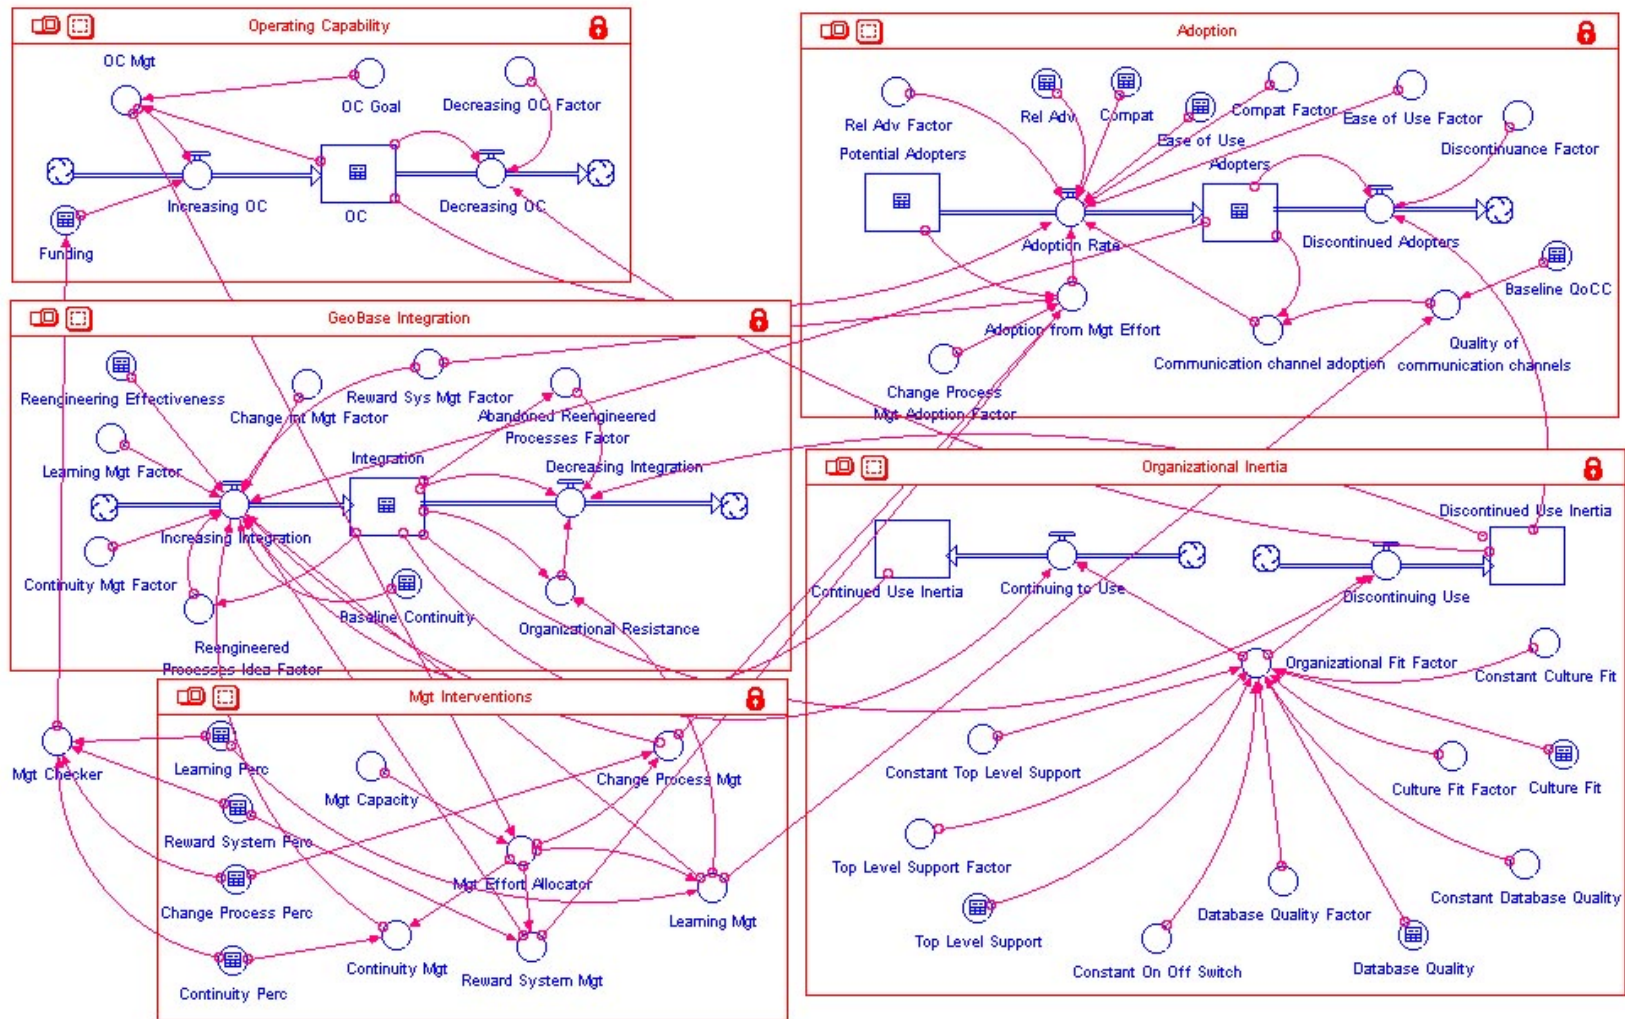 Operating Capability
OC Mgt
OC Goal
Decreasing OC Factor
Increasing OC
OC
Decreasing OC
Funding
Adoption
Rel Adv Factor
Rel Adv
Compat
Ease of Use
Compat Factor
Ease of Use Factor
Discontinuance Factor
Potential Adopters
Adopters
Adoption Rate
Discontinued Adopters
Baseline QoCC
Adoption from Mgt Effort
Communication channel adoption
Quality of
communication channels
Change Process
Mgt Adoption Factor
GeoBase Integration
Reengineering Effectiveness
Change Int Mgt Factor
Reward Sys Mgt Factor
Abandoned Reengineered
Processes Factor
Learning Mgt Factor
Integration
Decreasing Integration
Increasing Integration
Continuity Mgt Factor
Baseline Continuity
Organizational Resistance
Reengineered
Processes Idea Factor
Organizational Inertia
Discontinued Use Inertia
Continued Use Inertia
Continuing to Use
Discontinuing Use
Organizational Fit Factor
Constant Culture Fit
Constant Top Level Support
Culture Fit Factor
Culture Fit
Top Level Support Factor
Constant Database Quality
Database Quality Factor
Top Level Support
Constant On Off Switch
Database Quality
Mgt Interventions
Mgt Checker
Learning Perc
Mgt Capacity
Change Process Mgt
Reward System Perc
Mgt Effort Allocator
Change Process Perc
Learning Mgt
Continuity Mgt
Reward System Mgt
Continuity Perc